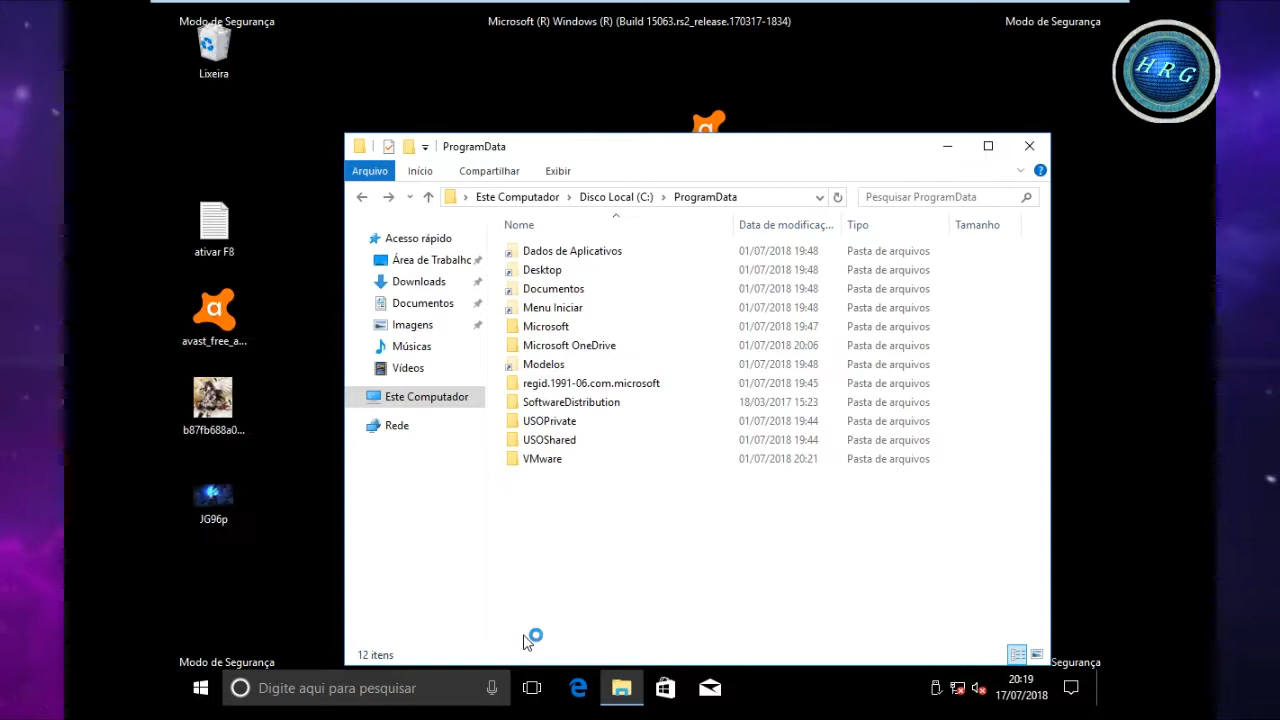 Modo de Segurança
Microsoft (R) Windows (R) (Build 15063.rs2_release.170317-1834)
Modo de Segurança
Lixeira
HRG
ProgramData
Arquivo
Início
Compartilhar
Exibir
Este Computador
Disco Local (C:)
ProgramData
Pesquisar ProgramData
Nome
Data de modificaç...
Tipo
Tamanho
Acesso rápido
Área de Trabalhc
Downloads
Documentos
Imagens
Músicas
Vídeos
Este Computador
Rede
Dados de Aplicativos 01/07/2018 19:48 Pasta de arquivos
Desktop 01/07/2018 19:48 Pasta de arquivos
Documentos 01/07/2018 19:48 Pasta de arquivos
Menu Iniciar 01/07/2018 19:48 Pasta de arquivos
Microsoft 01/07/2018 19:47 Pasta de arquivos
Microsoft OneDrive 01/07/2018 20:06 Pasta de arquivos
Modelos 01/07/2018 19:48 Pasta de arquivos
regid.1991-06.com.microsoft 01/07/2018 19:45 Pasta de arquivos
SoftwareDistribution 18/03/2017 15:23 Pasta de arquivos
USOPrivate 01/07/2018 19:44 Pasta de arquivos
USOShared 01/07/2018 19:44 Pasta de arquivos
VMware 01/07/2018 20:21 Pasta de arquivos
ativar F8
avast_free_a...
b87fb688a0...
JG96p
12 itens
Modo de Segurança
Segurança
Digite aqui para pesquisar
20:19
17/07/2018